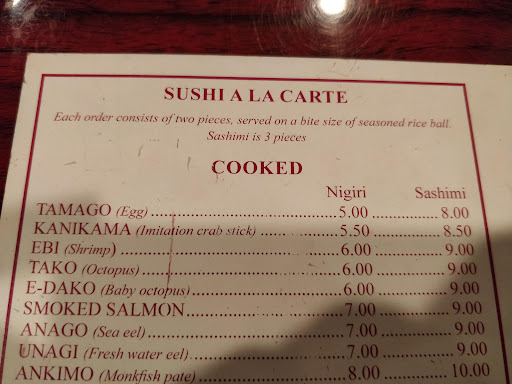 SUSHI A LA CARTE
Each order consists of two pieces, served on a bite size of seasoned rice ball.
Sashimi is 3 pieces
COOKED
Nigiri Sashimi
TAMAGO (Egg) 5.00 8.00
KANIKAMA (Imitation crab stick) 5.50 8.50
EBI (Shrimp) 6.00 9.00
TAKO (Octopus) 6.00 9.00
E-DAKO (Baby octopus) 6.00 9.00
SMOKED SALMON 7.00 9.00
ANAGO (Sea eel) 7.00 9.00
UNAGI (Fresh water eel) 7.00 9.00
ANKIMO (Monkfish pate) 8.00 10.00